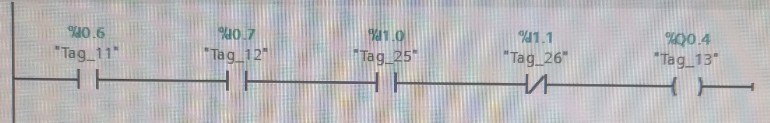 %I0.6 %I0.7 %I1.0 %I1.1 %Q0.4
"Tag_11" "Tag_12" "Tag_25" "Tag_26" "Tag_13"